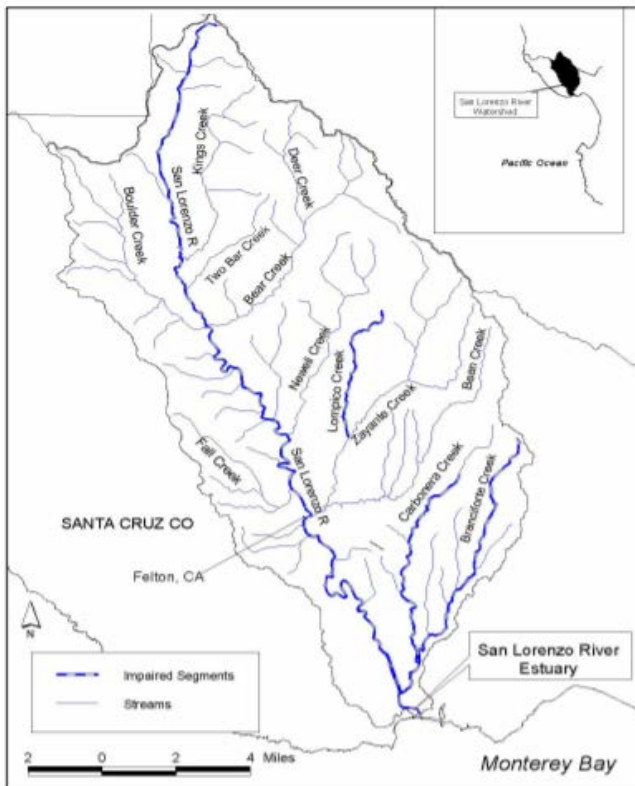 San Lorenzo River
Watershed
Pacific Ocean
Kings Creek
Deer Creek
San Lorenzo R
Boulder Creek
Two Bar Creek
Bear Creek
Newell Creek
Lompico Creek
Zayante Creek
Bean Creek
Fall Creek
San Lorenzo R
Carbonera Creek
Branciforte Creek
SANTA CRUZ CO
Felton, CA
N
San Lorenzo River
Estuary
Impaired Segments
Streams
2 0 2 4 Miles
Monterey Bay